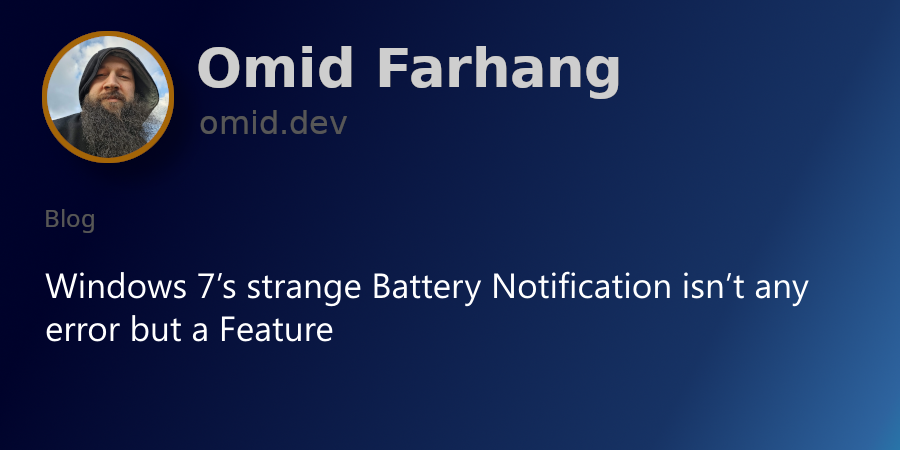 Omid Farhang
omid.dev
Blog
Windows 7’s strange Battery Notification isn’t any
error but a Feature